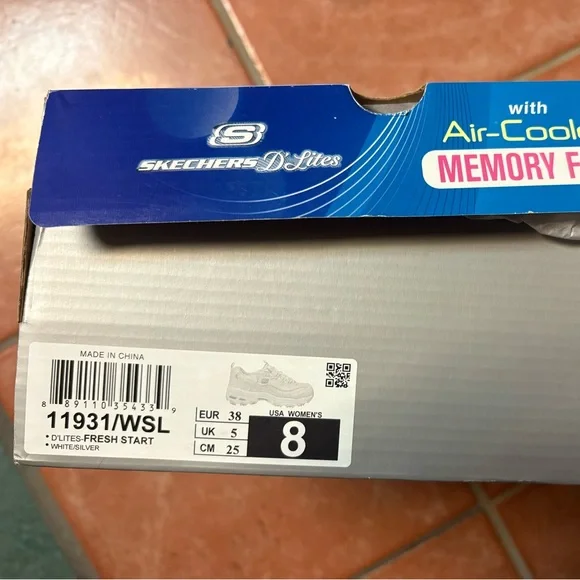 with
Air-Coole
MEMORY F
S
SKECHERS D'Lites
MADE IN CHINA
8 89110 35433 9
11931/WSL
• D'LITES-FRESH START
• WHITE/SILVER
EUR 38
UK 5
CM 25
USA WOMEN'S
8